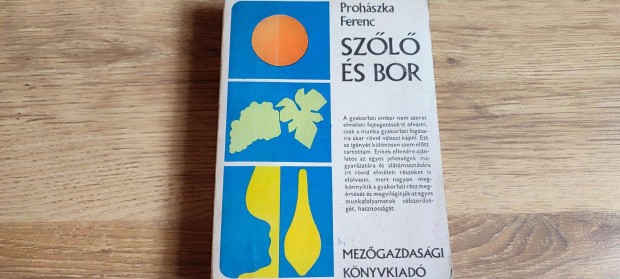 Prohászka
Ferenc
SZŐLŐ
ÉS BOR
A gyakorlati ember nem szeret
elméleti fejtegetéseket olvasni,
csak a munka gyakorlati fogásai-
ra akar rövid választ kapni. Ezt
az igényét különösen szem előtt
tartottam. Ennek ellenére aján-
latos az egyes jelenségek ma-
gyarázatára és alátámasztására
írt rövid elméleti részeket is
elolvasni, mert nagyon meg-
könnyítik a gyakorlati rész meg-
értését és megvilágítják az egyes
munkafolyamatok célszerűsé-
gét, hasznosságát.
MEZŐGAZDASÁGI
KÖNYVKIADÓ